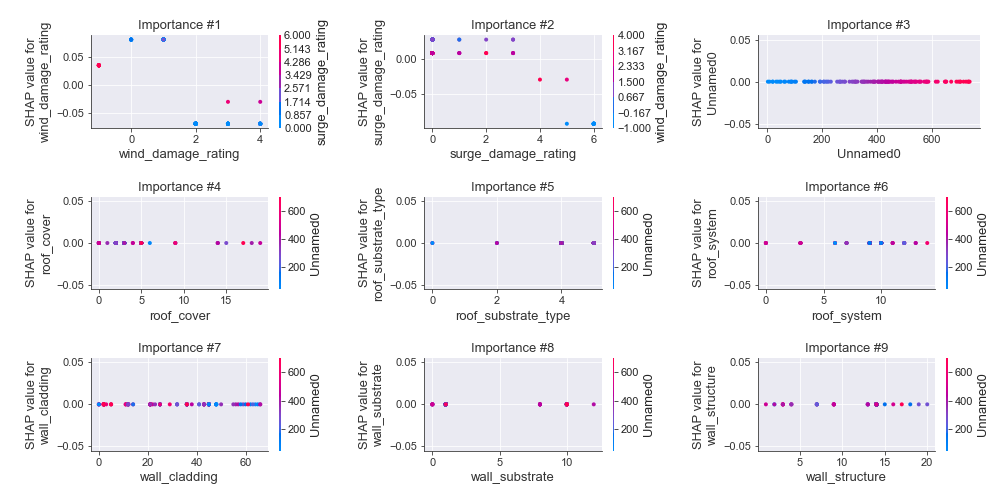 Importance #1
SHAP value for
wind_damage_rating
0.05
0.00
−0.05
0
2
4
wind_damage_rating
6.000
5.143
4.286
3.429
2.571
1.714
0.857
0.000
surge_damage_rating
Importance #2
SHAP value for
surge_damage_rating
0.00
−0.05
0
2
4
6
surge_damage_rating
4.000
3.167
2.333
1.500
0.667
−0.167
−1.000
wind_damage_rating
Importance #3
SHAP value for
Unnamed0
0.05
0.00
−0.05
0
200
400
600
Unnamed0
Importance #4
SHAP value for
roof_cover
0.05
0.00
−0.05
0
5
10
15
roof_cover
600
400
200
Unnamed0
Importance #5
SHAP value for
roof_substrate_type
0.05
0.00
−0.05
0
2
4
roof_substrate_type
600
400
200
Unnamed0
Importance #6
SHAP value for
roof_system
0.05
0.00
−0.05
0
5
10
roof_system
600
400
200
Unnamed0
Importance #7
SHAP value for
wall_cladding
0.05
0.00
−0.05
0
20
40
60
wall_cladding
600
400
200
Unnamed0
Importance #8
SHAP value for
wall_substrate
0.05
0.00
−0.05
0
5
10
wall_substrate
600
400
200
Unnamed0
Importance #9
SHAP value for
wall_structure
0.05
0.00
−0.05
5
10
15
20
wall_structure
600
400
200
Unnamed0